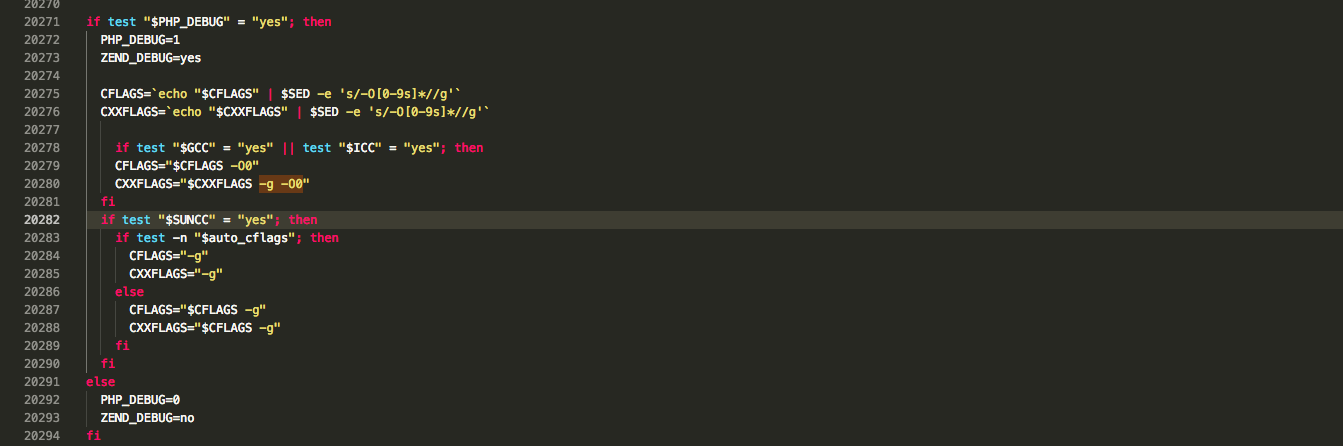 20270
20271 if test "$PHP_DEBUG" = "yes"; then
20272 PHP_DEBUG=1
20273 ZEND_DEBUG=yes
20274
20275 CFLAGS=`echo "$CFLAGS" | $SED -e 's/-O[0-9s]*//g'`
20276 CXXFLAGS=`echo "$CXXFLAGS" | $SED -e 's/-O[0-9s]*//g'`
20277
20278 if test "$GCC" = "yes" || test "$ICC" = "yes"; then
20279 CFLAGS="$CFLAGS -O0"
20280 CXXFLAGS="$CXXFLAGS -g -O0"
20281 fi
20282 if test "$SUNCC" = "yes"; then
20283 if test -n "$auto_cflags"; then
20284 CFLAGS="-g"
20285 CXXFLAGS="-g"
20286 else
20287 CFLAGS="$CFLAGS -g"
20288 CXXFLAGS="$CFLAGS -g"
20289 fi
20290 fi
20291 else
20292 PHP_DEBUG=0
20293 ZEND_DEBUG=no
20294 fi